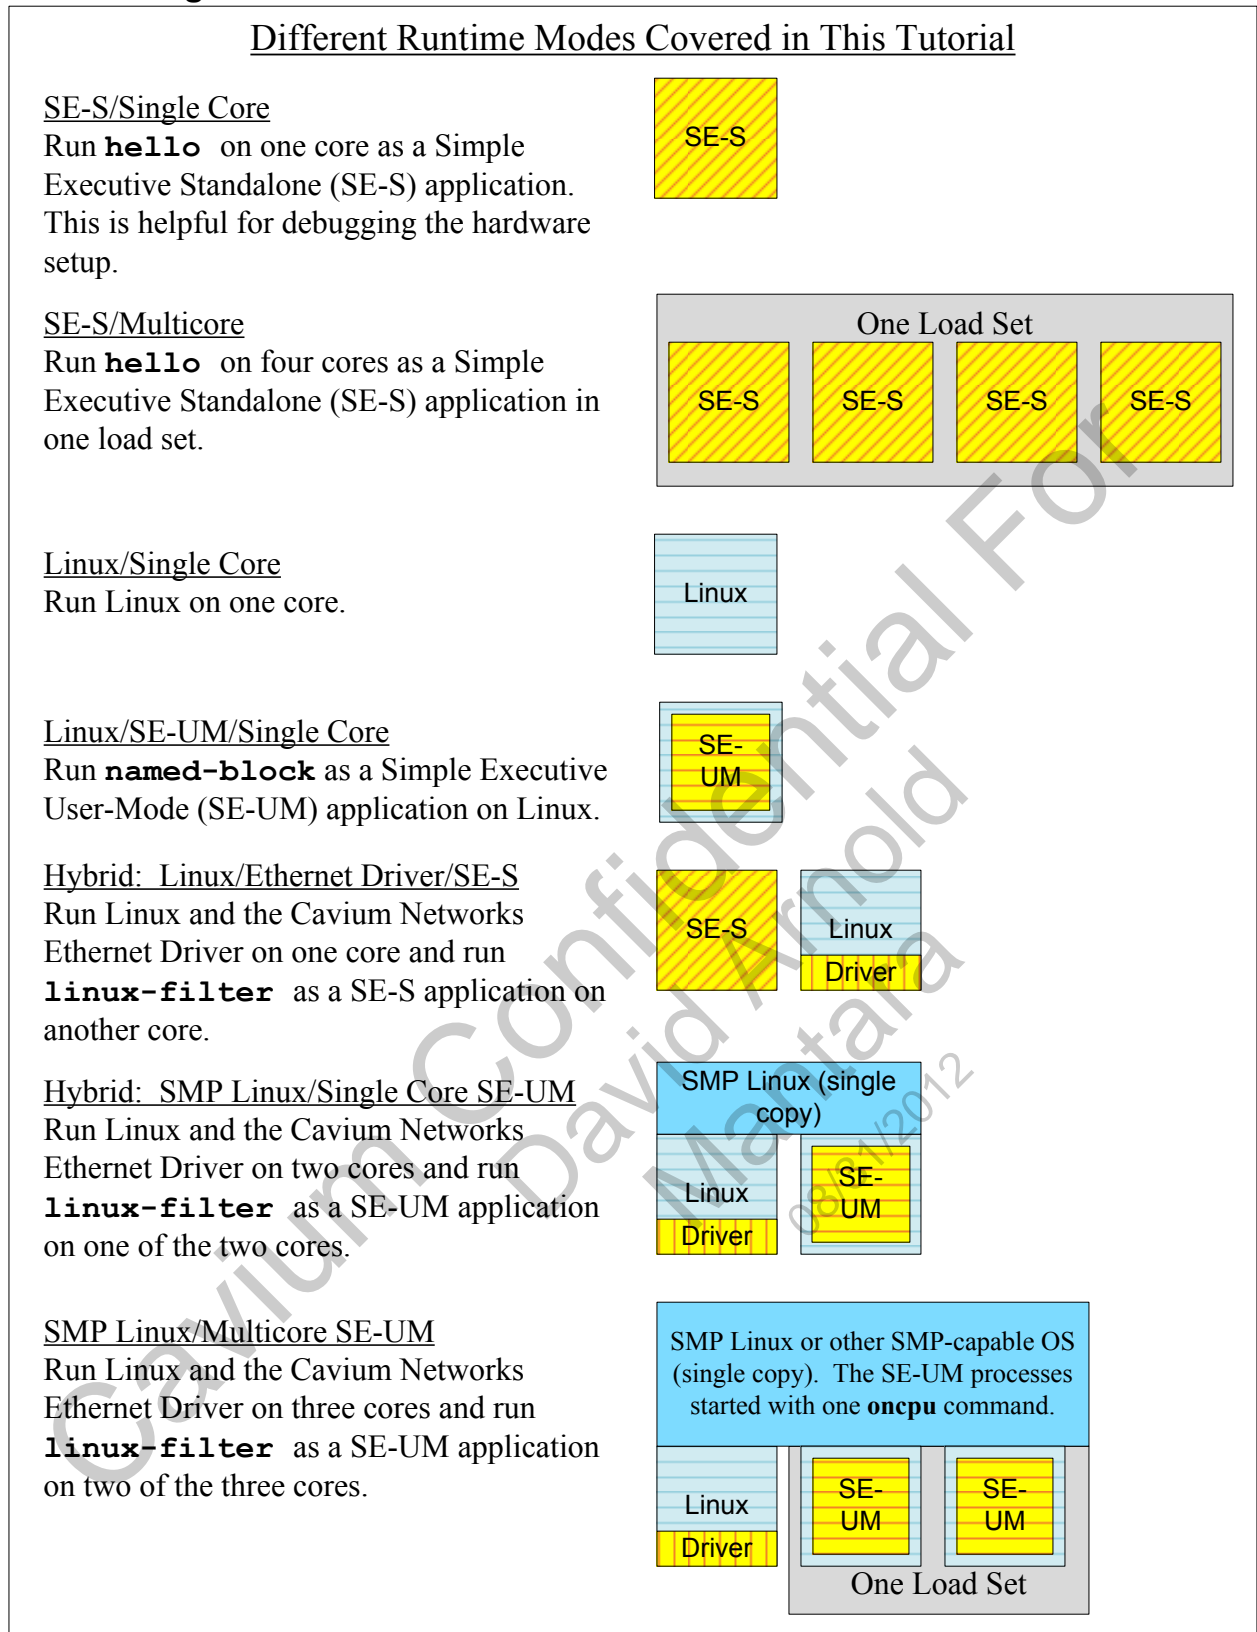 Different Runtime Modes Covered in This Tutorial
SE-S/Single Core
Run hello on one core as a Simple
Executive Standalone (SE-S) application.
This is helpful for debugging the hardware
setup.
SE-S
SE-S/Multicore
Run hello on four cores as a Simple
Executive Standalone (SE-S) application in
one load set.
One Load Set
SE-S SE-S SE-S SE-S
Linux/Single Core
Run Linux on one core.
Linux
Linux/SE-UM/Single Core
Run named-block as a Simple Executive
User-Mode (SE-UM) application on Linux.
SE-
UM
Hybrid: Linux/Ethernet Driver/SE-S
Run Linux and the Cavium Networks
Ethernet Driver on one core and run
linux-filter as a SE-S application on
another core.
SE-S Linux
Driver
Hybrid: SMP Linux/Single Core SE-UM
Run Linux and the Cavium Networks
Ethernet Driver on two cores and run
linux-filter as a SE-UM application
on one of the two cores.
SMP Linux (single
copy)
Linux
Driver
SE-
UM
SMP Linux/Multicore SE-UM
Run Linux and the Cavium Networks
Ethernet Driver on three cores and run
linux-filter as a SE-UM application
on two of the three cores.
SMP Linux or other SMP-capable OS
(single copy). The SE-UM processes
started with one oncpu command.
Linux
Driver
SE-
UM
SE-
UM
One Load Set
Cavium Confidential For
David Arnold
Mantara
08/31/2012